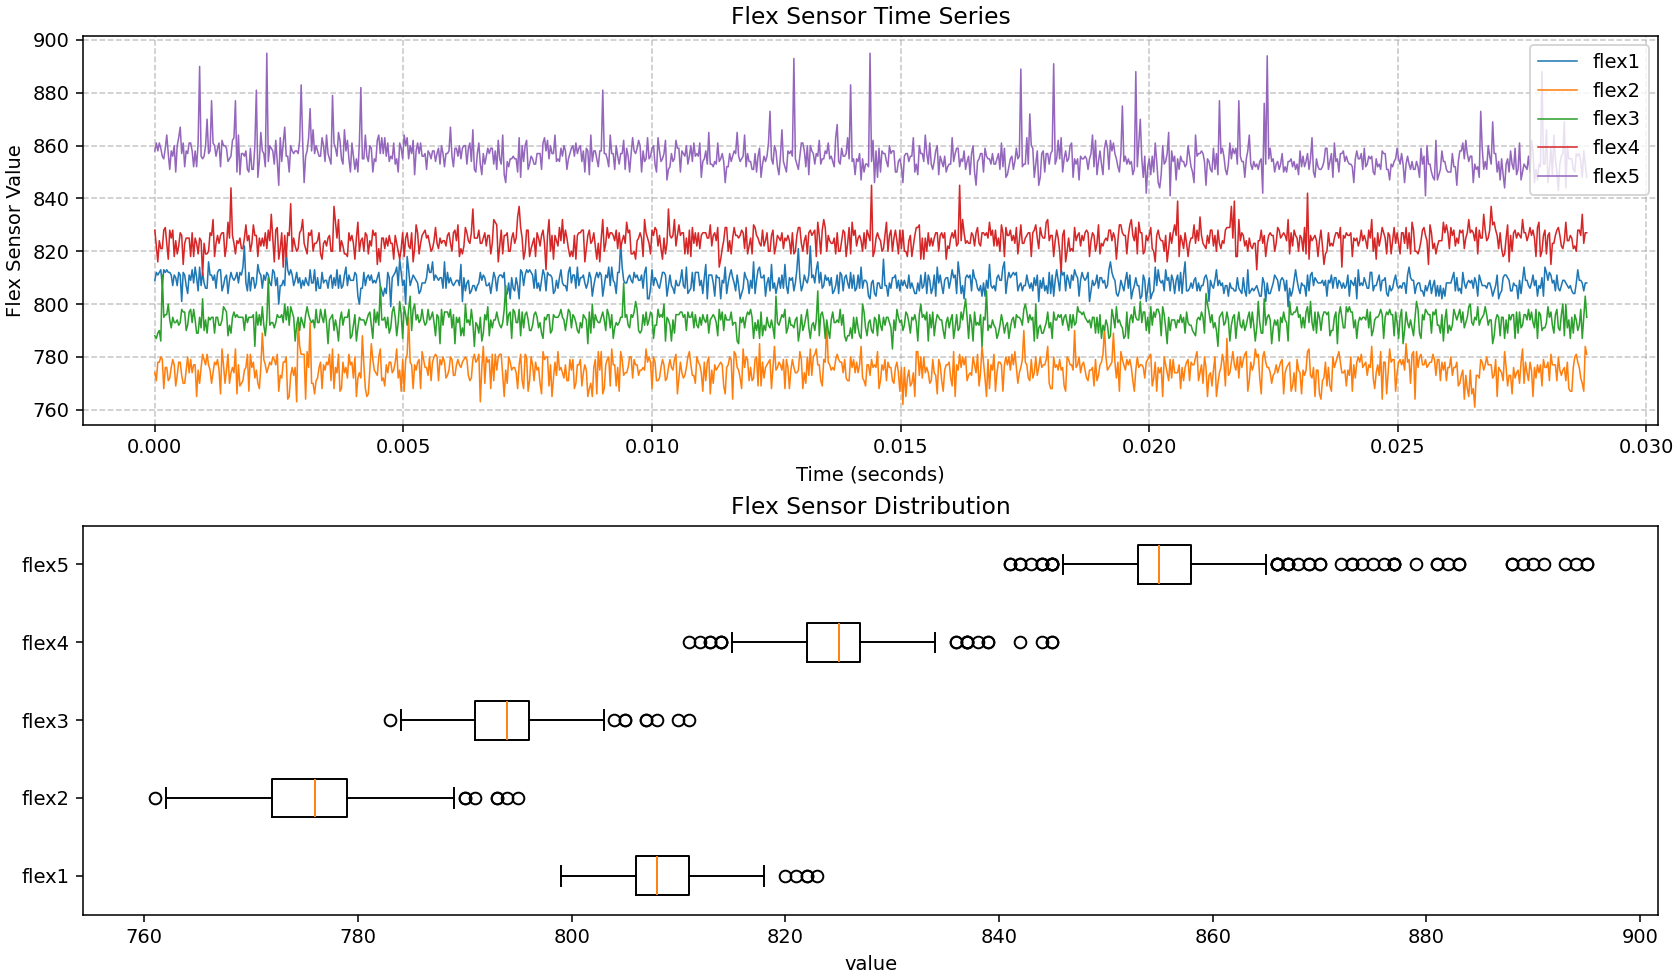 Flex Sensor Time Series
Flex Sensor Value
900
880
860
840
820
800
780
760
flex1
flex2
flex3
flex4
flex5
0.000 0.005 0.010 0.015 0.020 0.025 0.030
Time (seconds)
Flex Sensor Distribution
flex5
flex4
flex3
flex2
flex1
760 780 800 820 840 860 880 900
value